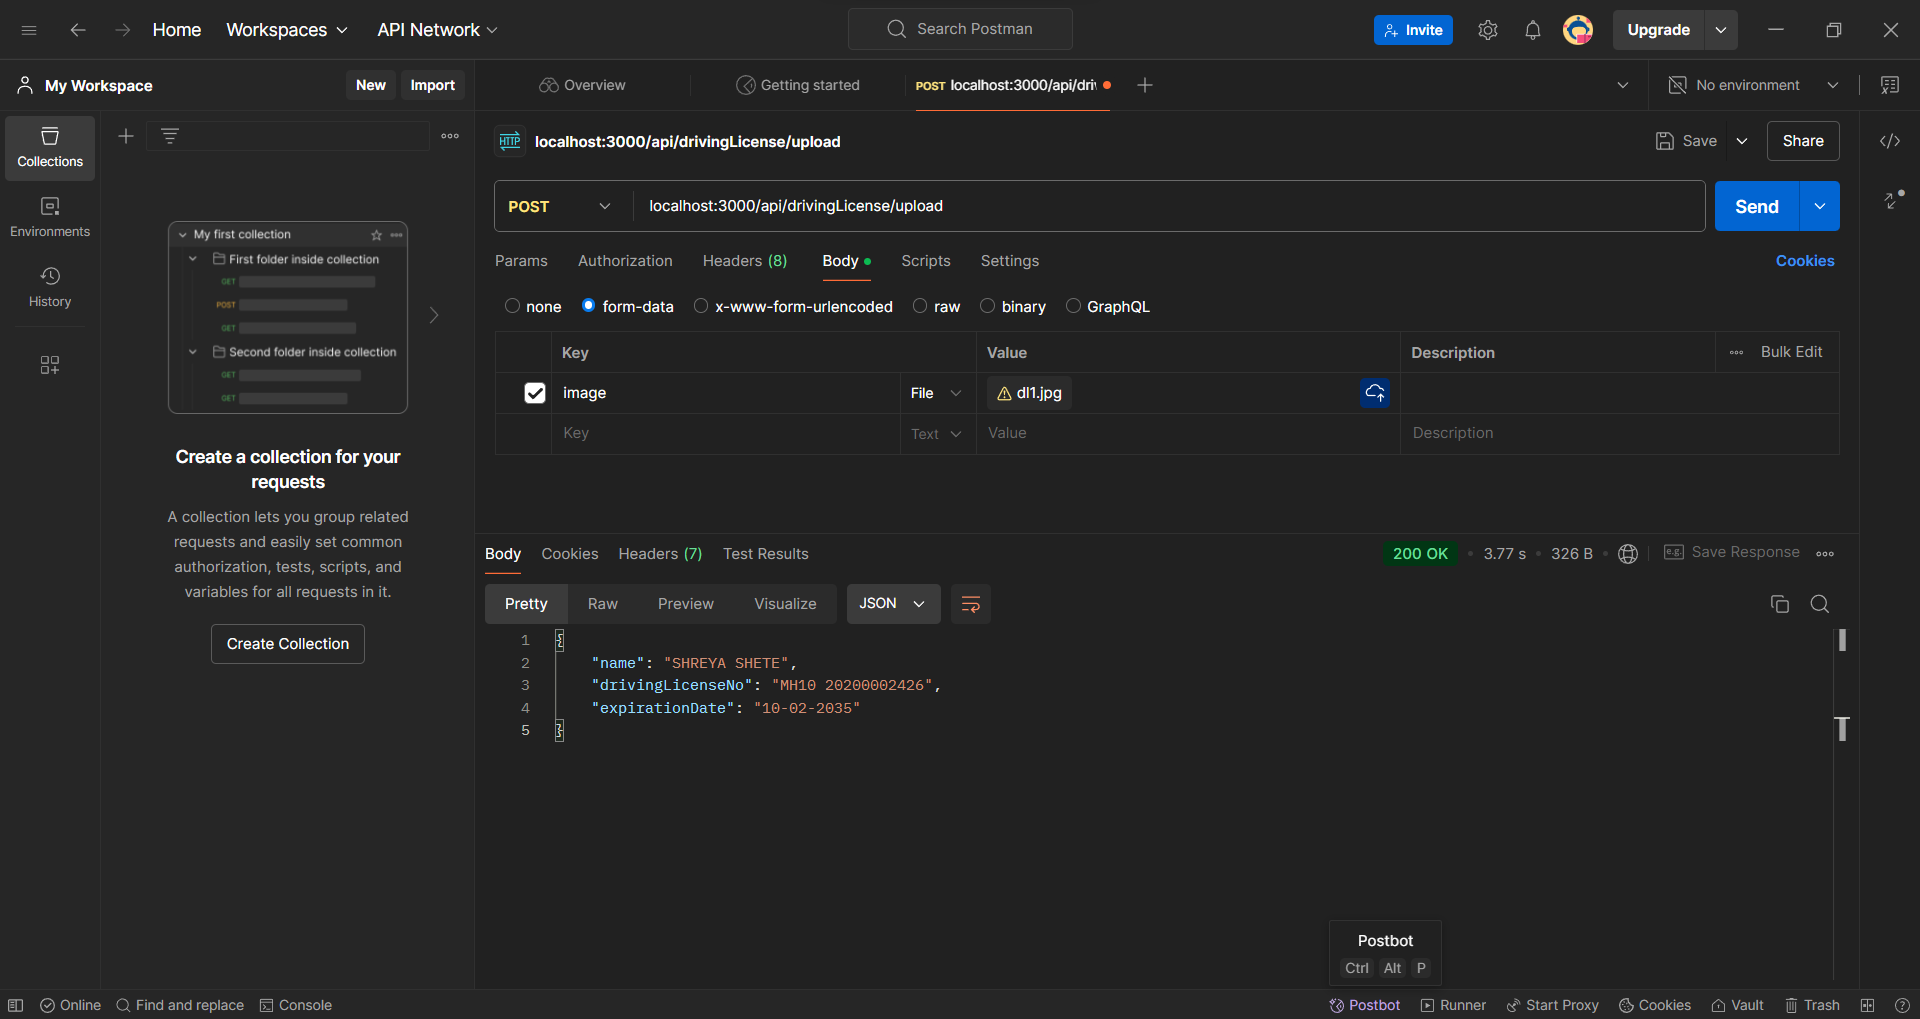 Home Workspaces API Network Search Postman Invite Upgrade
My Workspace New Import Overview Getting started POST localhost:3000/api/dri No environment
Collections
Environments
History
My first collection
First folder inside collection
GET
POST
GET
Second folder inside collection
GET
GET
Create a collection for your
requests
A collection lets you group related
requests and easily set common
authorization, tests, scripts, and
variables for all requests in it.
Create Collection
HTTP localhost:3000/api/drivingLicense/upload Save Share
POST localhost:3000/api/drivingLicense/upload Send
Params Authorization Headers (8) Body Scripts Settings Cookies
none form-data x-www-form-urlencoded raw binary GraphQL
Key Value Description Bulk Edit
image File dl1.jpg
Key Text Value Description
Body Cookies Headers (7) Test Results 200 OK 3.77 s 326 B e.g. Save Response
Pretty Raw Preview Visualize JSON
1 {
2 "name": "SHREYA SHETE",
3 "drivingLicenseNo": "MH10 20200002426",
4 "expirationDate": "10-02-2035"
5 }
Postbot
Ctrl Alt P
Online Find and replace Console Postbot Runner Start Proxy Cookies Vault Trash